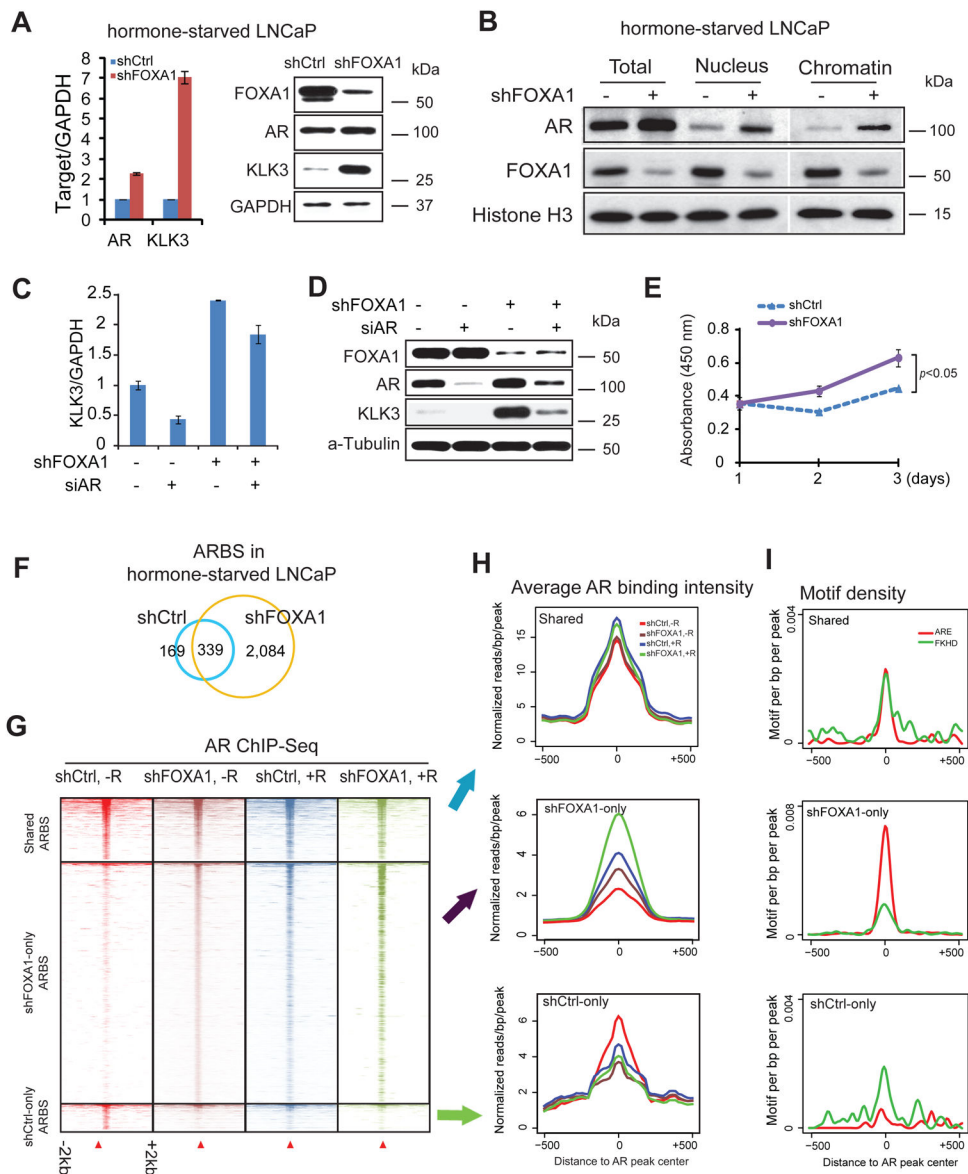 A
hormone-starved LNCaP
shCtrl
shFOXA1
Target/GAPDH
8
7
6
5
4
3
2
1
0
AR KLK3
shCtrl shFOXA1
kDa
FOXA1
50
AR
100
KLK3
25
GAPDH
37
B
hormone-starved LNCaP
Total Nucleus Chromatin
kDa
shFOXA1 - + - + - +
AR
100
FOXA1
50
Histone H3
15
C
KLK3/GAPDH
2.5
2
1.5
1
0.5
0
shFOXA1 - - + +
siAR - + - +
D
shFOXA1 - - + +
siAR - + - +
kDa
FOXA1
50
AR
100
KLK3
25
a-Tubulin
50
E
shCtrl
shFOXA1
Absorbance (450 nm)
0.8
0.6
0.4
0.2
0
p<0.05
1 2 3 (days)
F
ARBS in
hormone-starved LNCaP
shCtrl shFOXA1
169 339 2,084
G
AR ChIP-Seq
shCtrl, -R shFOXA1, -R shCtrl, +R shFOXA1, +R
Shared
ARBS
shFOXA1-only
ARBS
shCtrl-only
ARBS
-2kb
+2kb
H
Average AR binding intensity
Shared
shCtrl,-R
shFOXA1,-R
shCtrl,+R
shFOXA1,+R
Normalized reads/bp/peak
15
10
5
0
−500 0 +500
shFOXA1-only
Normalized reads/bp/peak
6
4
2
0
−500 0 +500
shCtrl-only
Normalized reads/bp/peak
6
4
2
0
−500 0 +500
Distance to AR peak center
I
Motif density
Shared
ARE
FKHD
Motif per bp per peak
0.004
0
−500 0 +500
shFOXA1-only
Motif per bp per peak
0.008
0
−500 0 +500
shCtrl-only
Motif per bp per peak
0.004
0
−500 0 +500
Distance to AR peak center